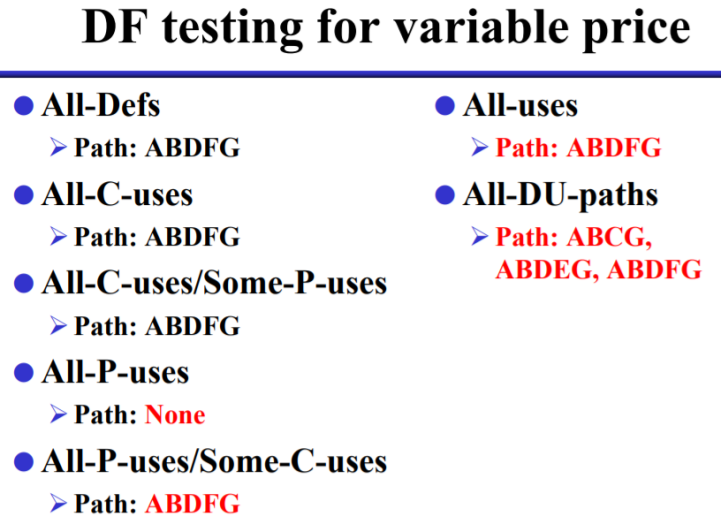 DF testing for variable price
All-Defs
Path: ABDFG
All-C-uses
Path: ABDFG
All-C-uses/Some-P-uses
Path: ABDFG
All-P-uses
Path: None
All-P-uses/Some-C-uses
Path: ABDFG
All-uses
Path: ABDFG
All-DU-paths
Path: ABCG,
ABDEG, ABDFG